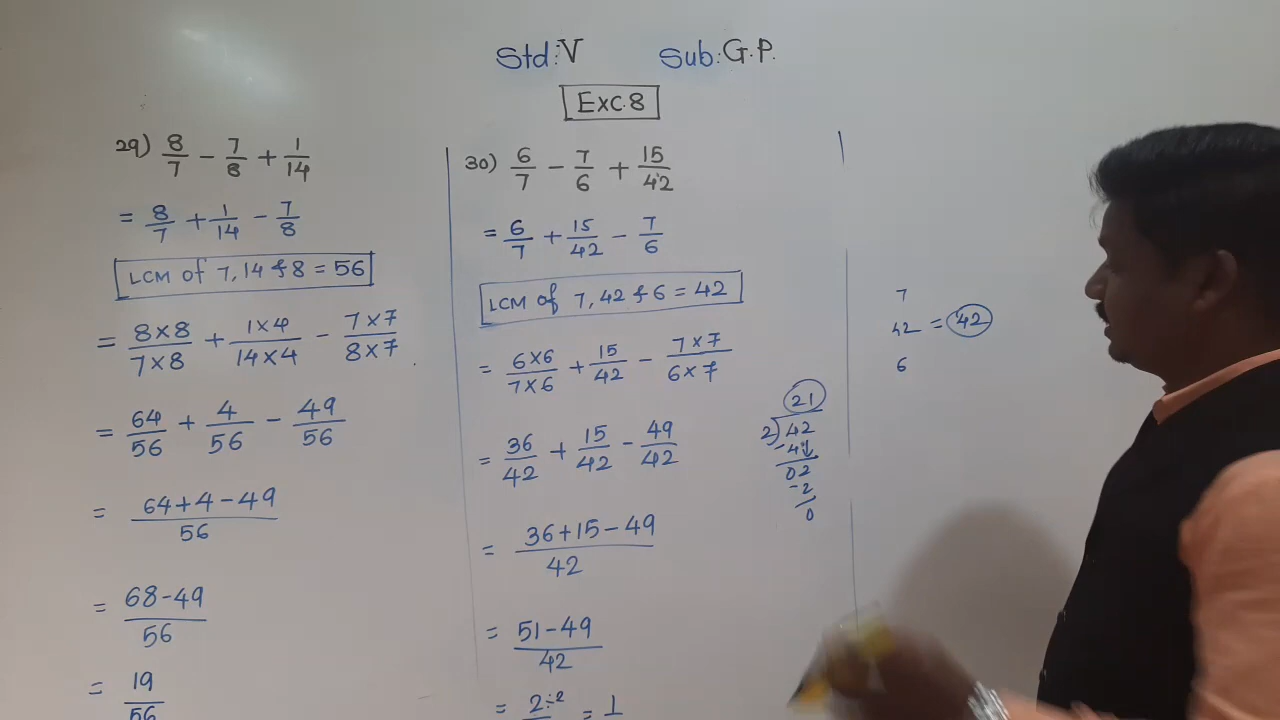 Std: V Sub: G.P.
Exc. 8
29) 8/7 - 7/8 + 1/14
= 8/7 + 1/14 - 7/8
LCM of 7, 14 & 8 = 56
= 8×8/7×8 + 1×4/14×4 - 7×7/8×7
= 64/56 + 4/56 - 49/56
= 64+4-49/56
= 68-49/56
= 19/56
30) 6/7 - 7/6 + 15/42
= 6/7 + 15/42 - 7/6
LCM of 7, 42 & 6 = 42
= 6×6/7×6 + 15/42 - 7×7/6×7
= 36/42 + 15/42 - 49/42
= 36+15-49/42
= 51-49/42
= 2÷2 = 1
21
2)42
-4↓
02
-2
0
7
42 = 42
6